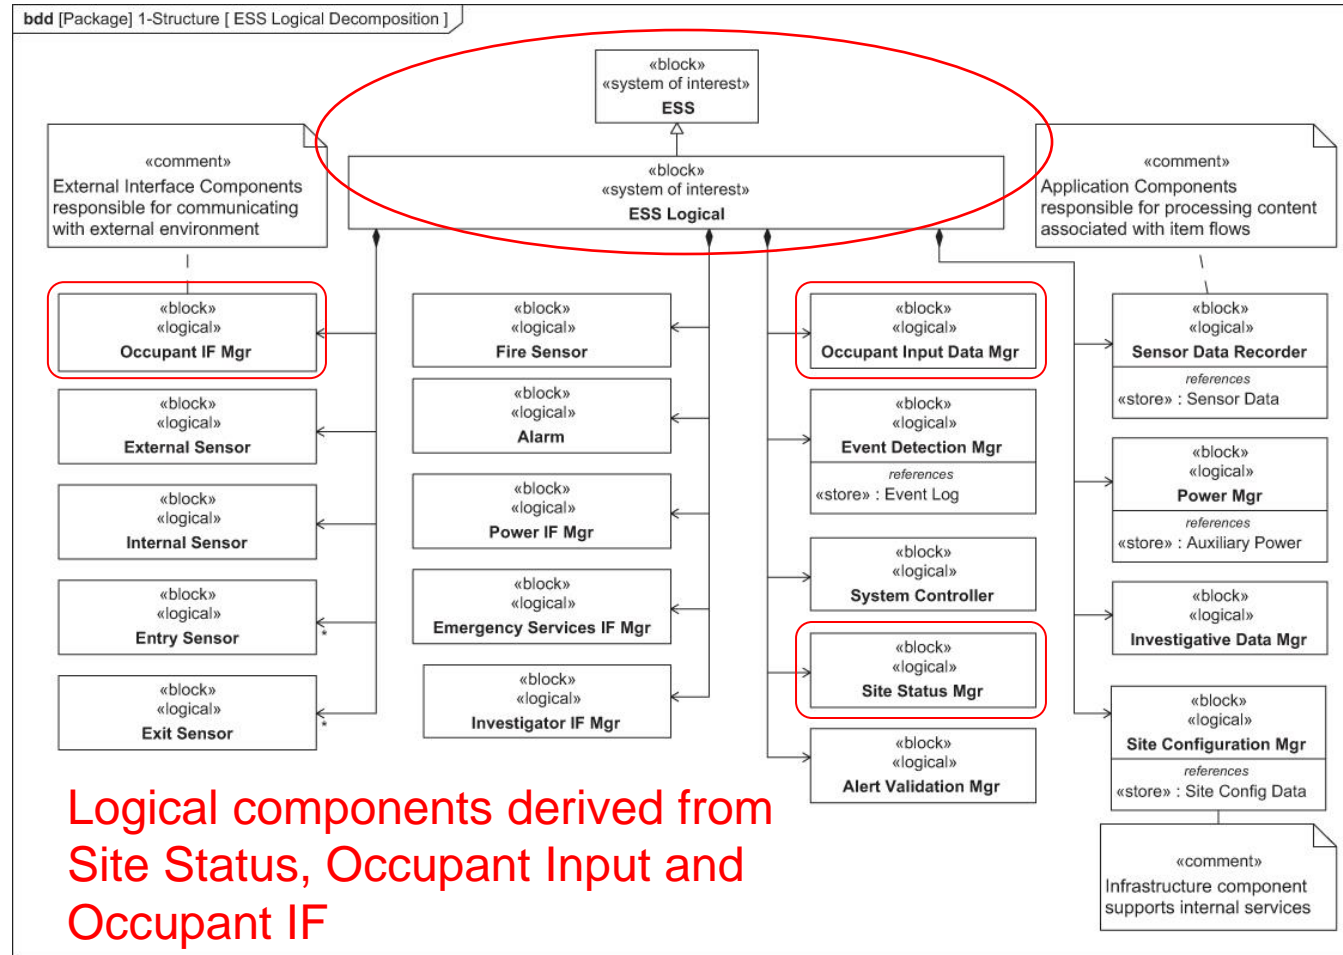 bdd [Package] 1-Structure [ ESS Logical Decomposition ]
«block»
«system of interest»
ESS
«block»
«system of interest»
ESS Logical
«comment»
External Interface Components
responsible for communicating
with external environment
«comment»
Application Components
responsible for processing content
associated with item flows
«block»
«logical»
Occupant IF Mgr
«block»
«logical»
External Sensor
«block»
«logical»
Internal Sensor
«block»
«logical»
Entry Sensor
*
«block»
«logical»
Exit Sensor
*
«block»
«logical»
Fire Sensor
«block»
«logical»
Alarm
«block»
«logical»
Power IF Mgr
«block»
«logical»
Emergency Services IF Mgr
«block»
«logical»
Investigator IF Mgr
«block»
«logical»
Occupant Input Data Mgr
«block»
«logical»
Event Detection Mgr
references
«store» : Event Log
«block»
«logical»
System Controller
«block»
«logical»
Site Status Mgr
«block»
«logical»
Alert Validation Mgr
«block»
«logical»
Sensor Data Recorder
references
«store» : Sensor Data
«block»
«logical»
Power Mgr
references
«store» : Auxiliary Power
«block»
«logical»
Investigative Data Mgr
«block»
«logical»
Site Configuration Mgr
references
«store» : Site Config Data
«comment»
Infrastructure component
supports internal services
Logical components derived from
Site Status, Occupant Input and
Occupant IF